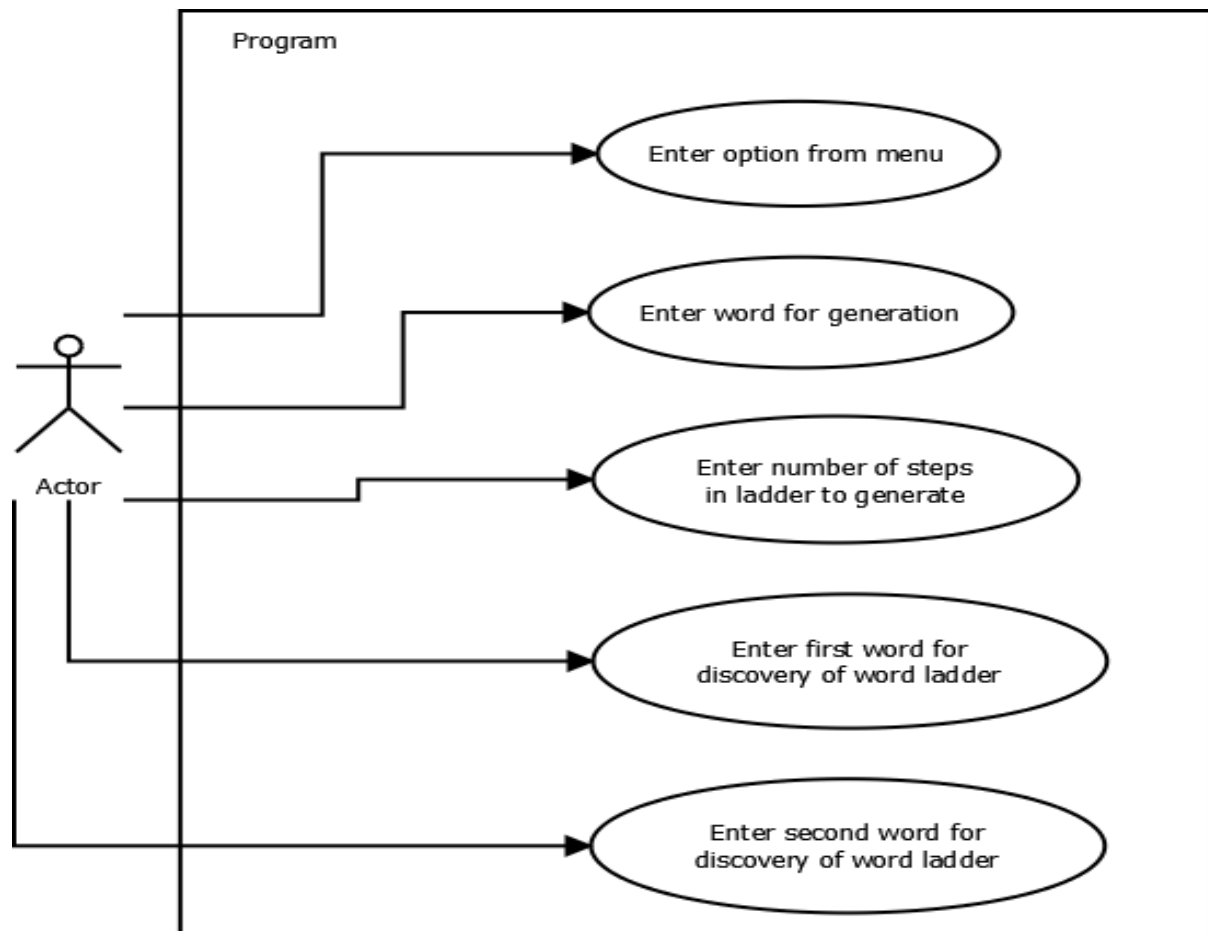 Program
Enter option from menu
Enter word for generation
Enter number of steps
in ladder to generate
Actor
Enter first word for
discovery of word ladder
Enter second word for
discovery of word ladder